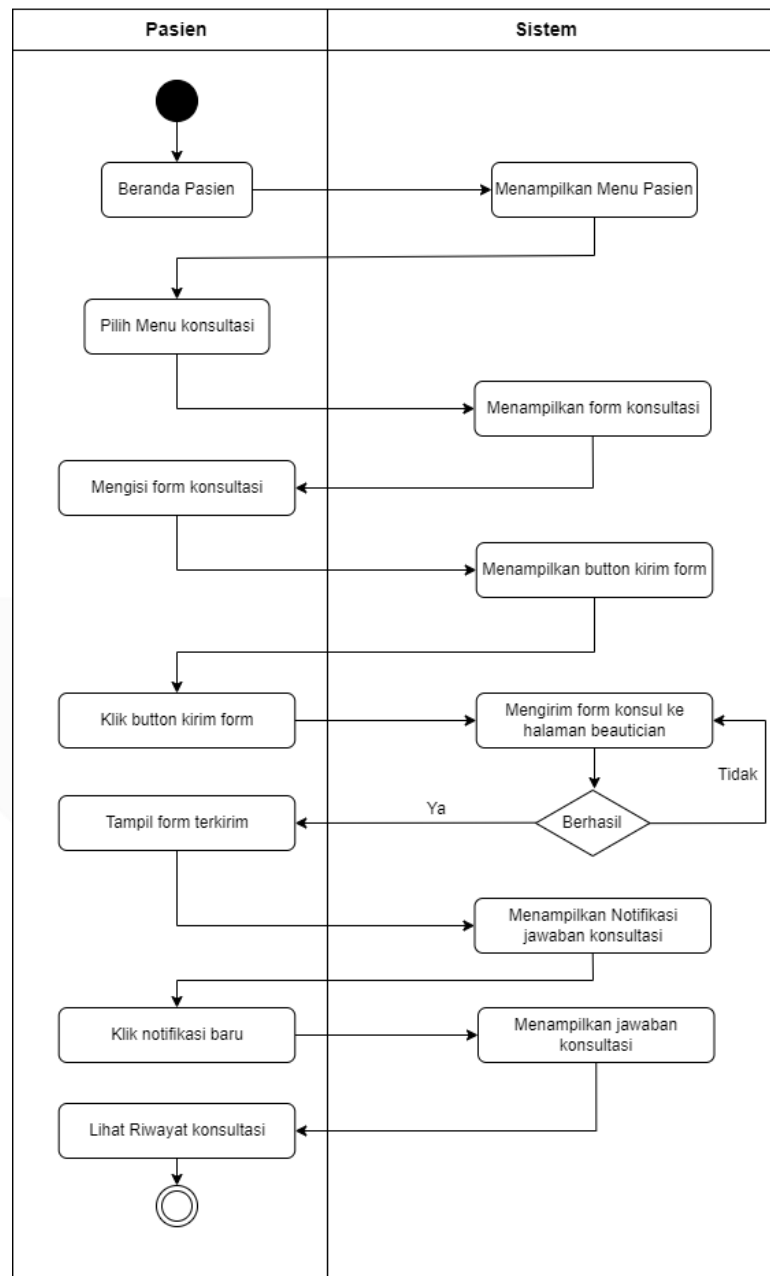 Pasien
Sistem
Beranda Pasien
Menampilkan Menu Pasien
Pilih Menu konsultasi
Menampilkan form konsultasi
Mengisi form konsultasi
Menampilkan button kirim form
Klik button kirim form
Mengirim form konsul ke
halaman beautician
Tidak
Tampil form terkirim
Ya
Berhasil
Menampilkan Notifikasi
jawaban konsultasi
Klik notifikasi baru
Menampilkan jawaban
konsultasi
Lihat Riwayat konsultasi